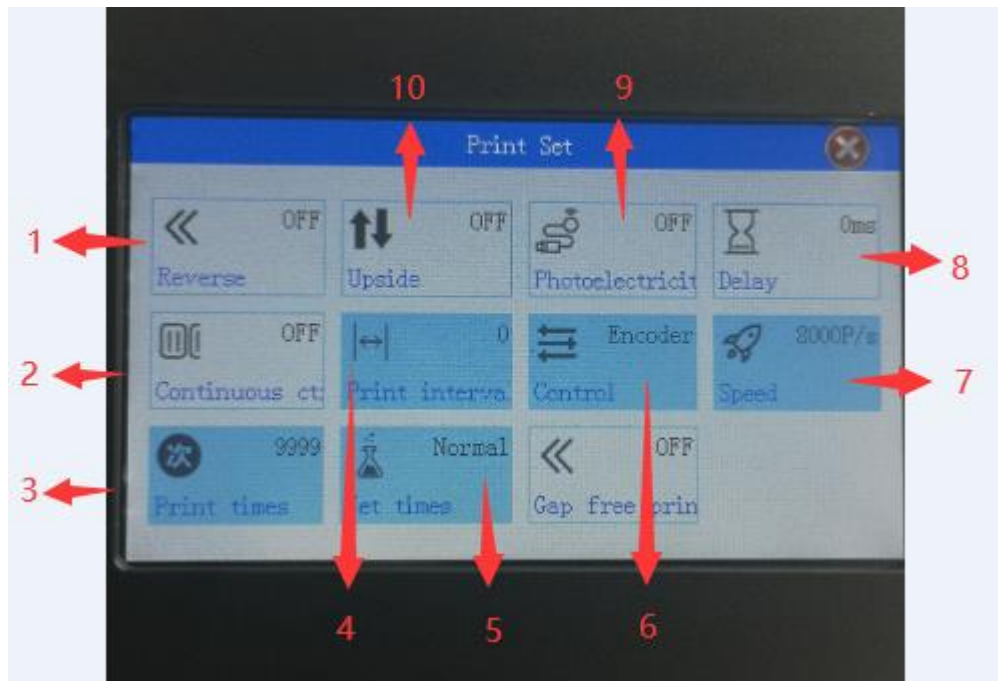 10
9
Print Set
1
OFF
OFF
OFF
0ms
8
Reverse
Upside
Photoelectricit
Delay
2
OFF
0
Encoder
2000P/s
7
Continuous ct
Print interva
Control
Speed
3
次
9999
Normal
OFF
Print times
times
Gap free prin
4
5
6